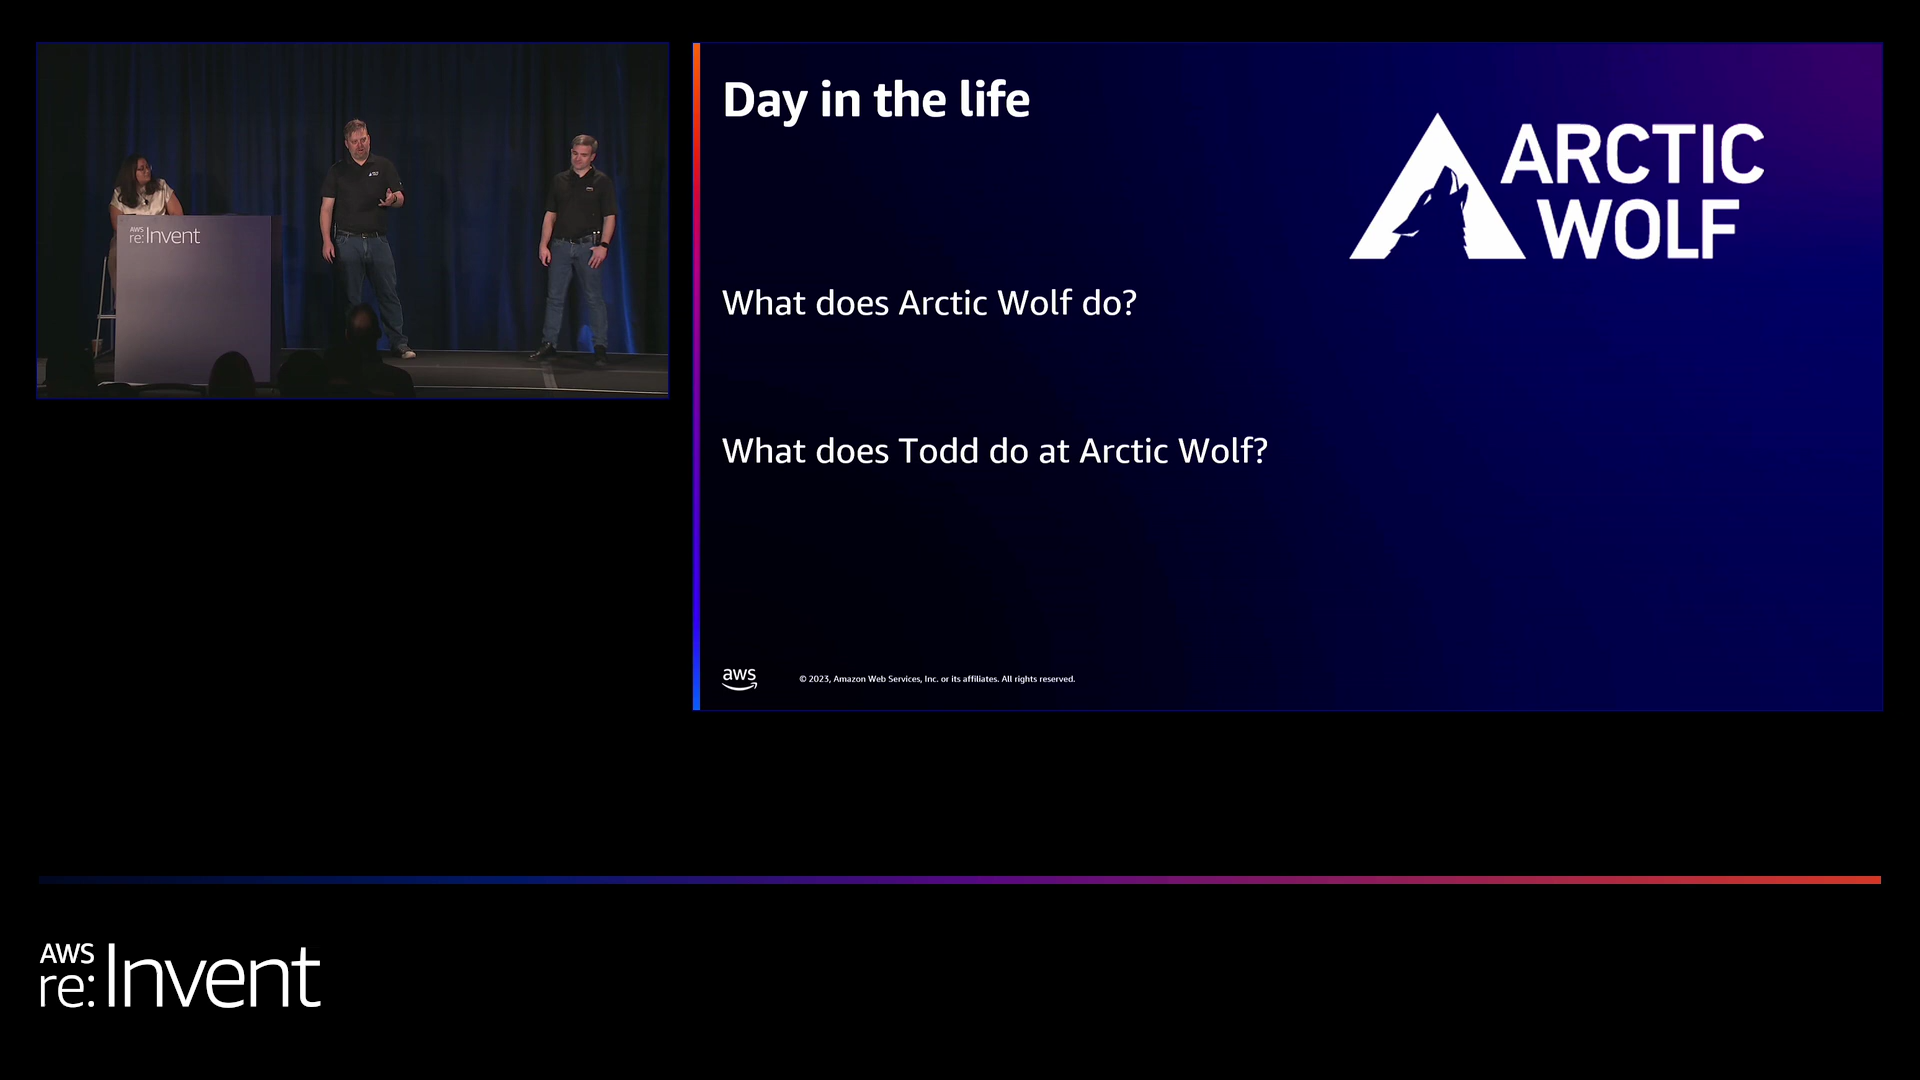 AWS
re:Invent
Day in the life
ARCTIC
WOLF
What does Arctic Wolf do?
What does Todd do at Arctic Wolf?
aws
© 2023, Amazon Web Services, Inc. or its affiliates. All rights reserved.
AWS
re:Invent